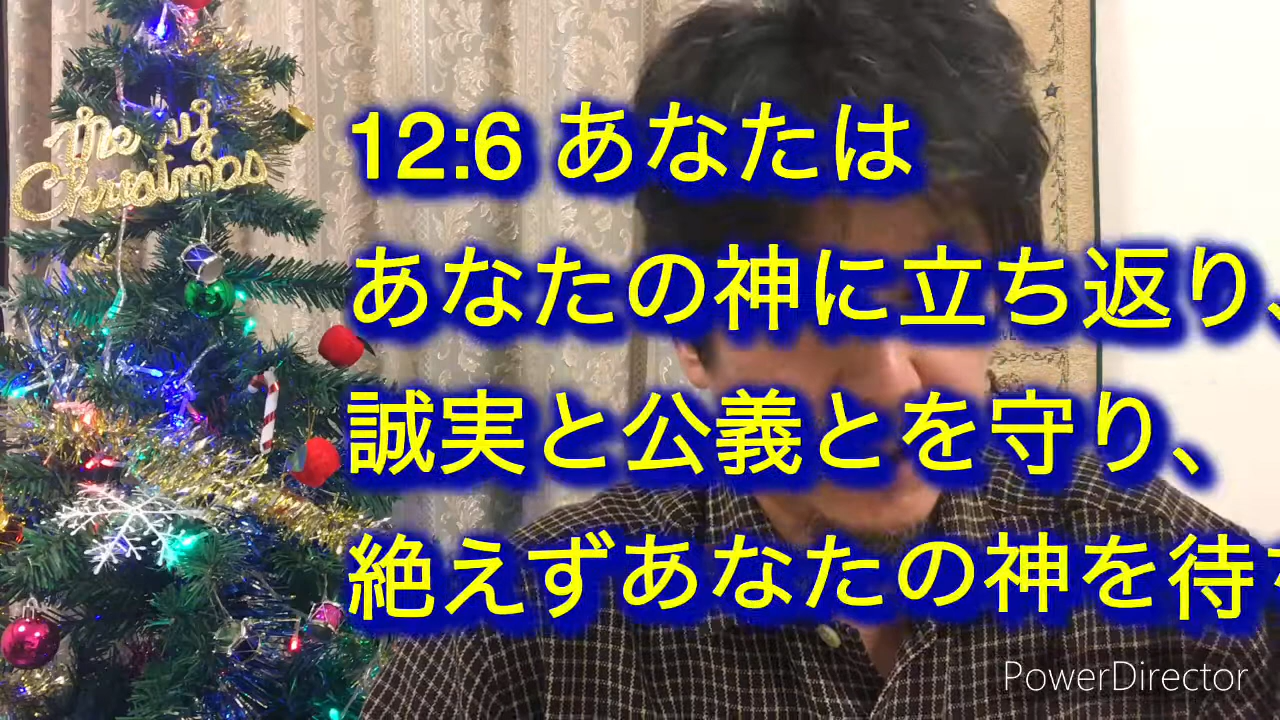 Merry
Christmas
12:6 あなたは
あなたの神に立ち返り、
誠実と公義とを守り、
絶えずあなたの神を待
PowerDirector